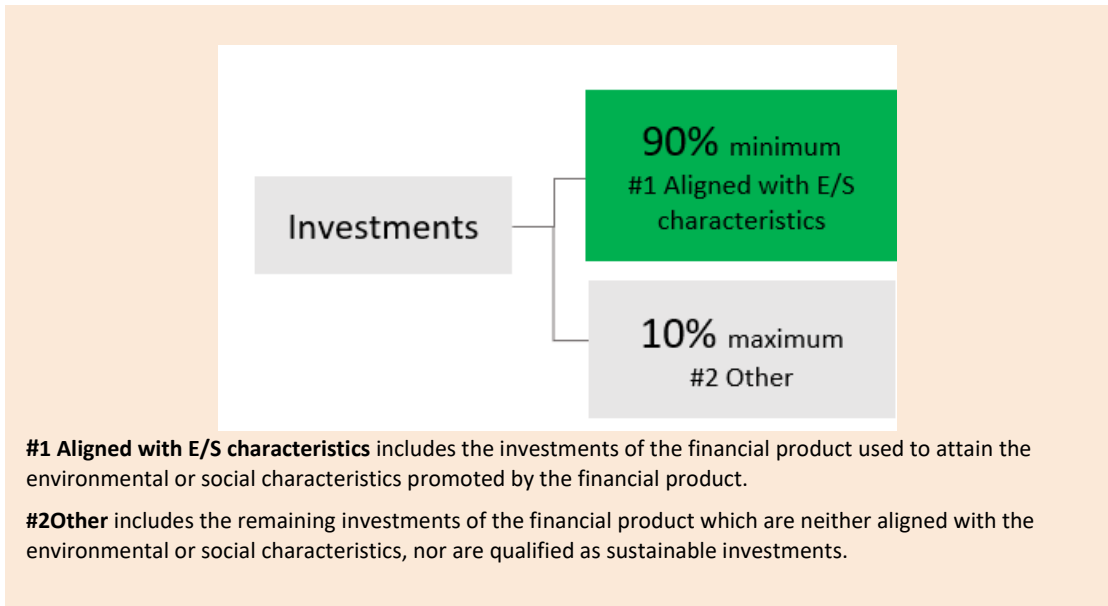 90% minimum
#1 Aligned with E/S
characteristics
Investments
10% maximum
#2 Other
#1 Aligned with E/S characteristics includes the investments of the financial product used to attain the
environmental or social characteristics promoted by the financial product.
#2Other includes the remaining investments of the financial product which are neither aligned with the
environmental or social characteristics, nor are qualified as sustainable investments.